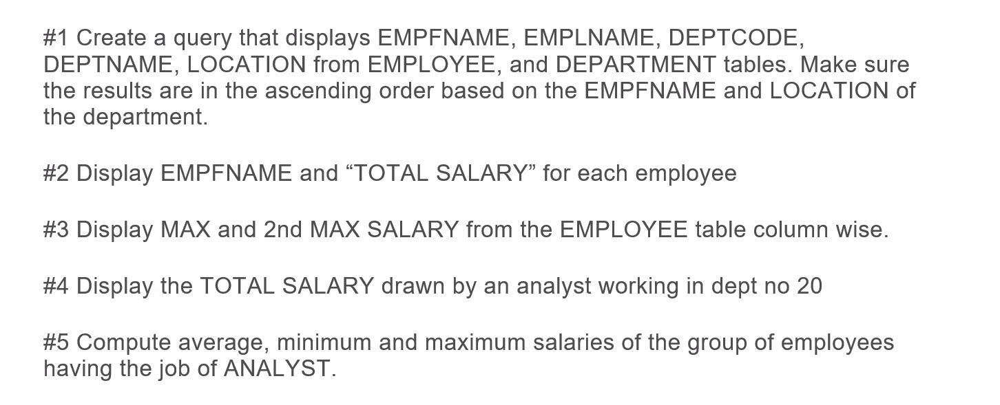 #1 Create a query that displays EMPFNAME, EMPLNAME, DEPTCODE,
DEPTNAME, LOCATION from EMPLOYEE, and DEPARTMENT tables. Make sure
the results are in the ascending order based on the EMPFNAME and LOCATION of
the department.
#2 Display EMPFNAME and “TOTAL SALARY” for each employee
#3 Display MAX and 2nd MAX SALARY from the EMPLOYEE table column wise.
#4 Display the TOTAL SALARY drawn by an analyst working in dept no 20
#5 Compute average, minimum and maximum salaries of the group of employees
having the job of ANALYST.